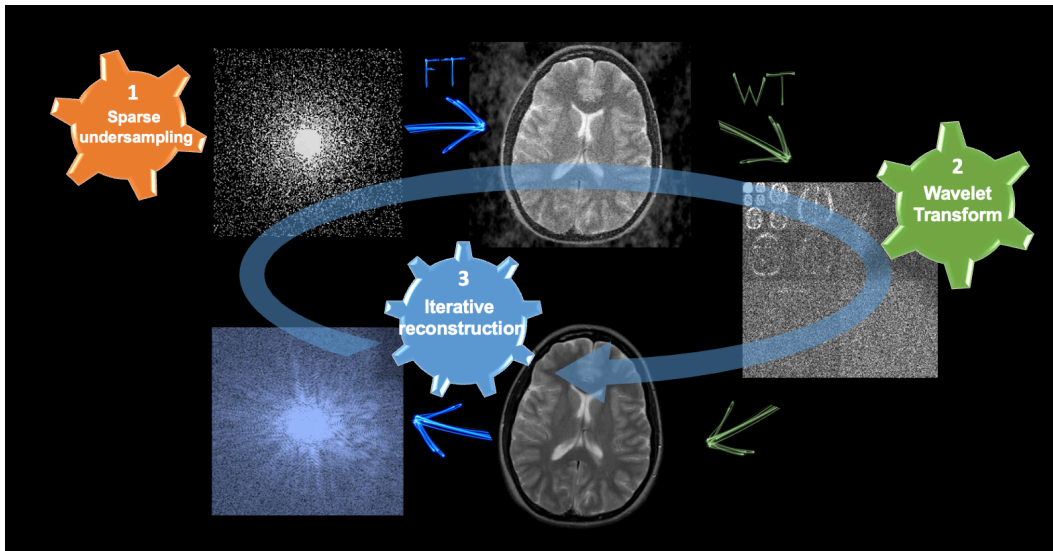 1
Sparse
undersampling
FT
WT
2
Wavelet
Transform
3
Iterative
reconstruction